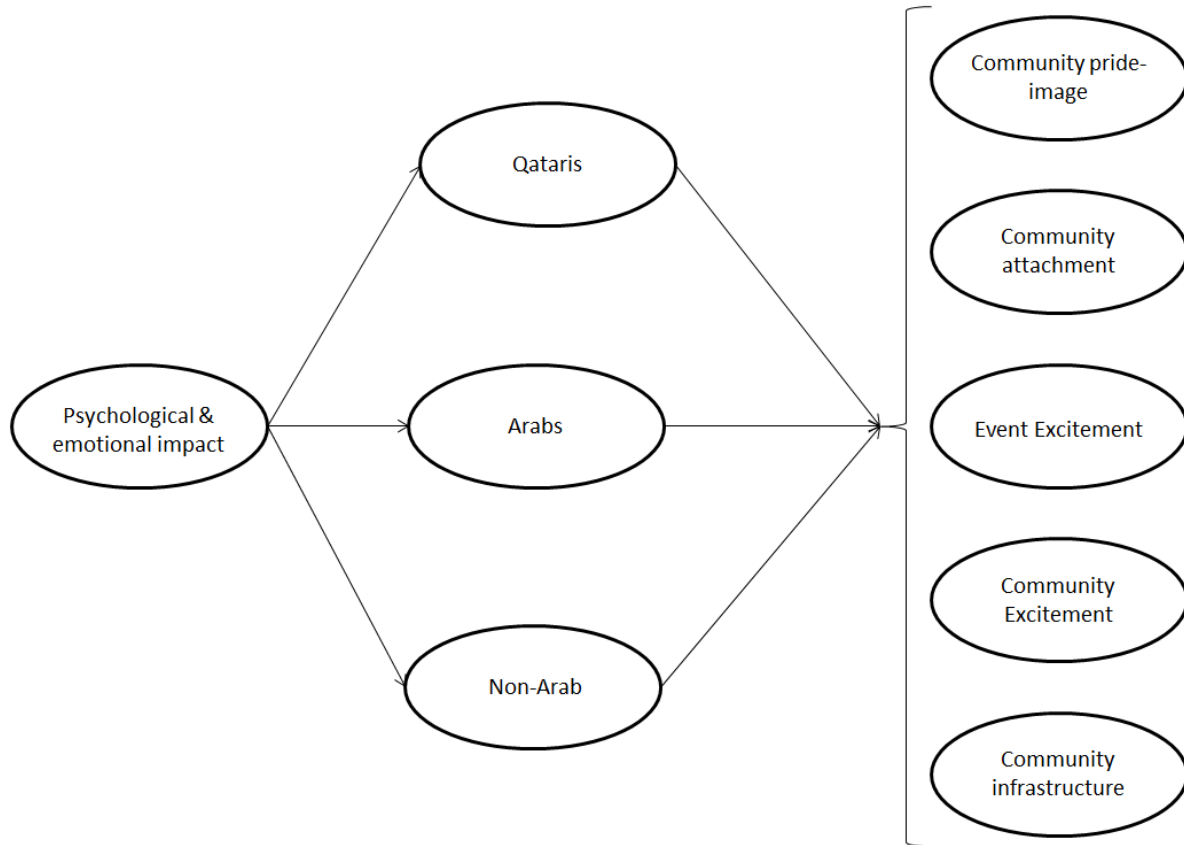 Psychological &
emotional impact
Qataris
Arabs
Non-Arab
Community pride-
image
Community
attachment
Event Excitement
Community
Excitement
Community
infrastructure